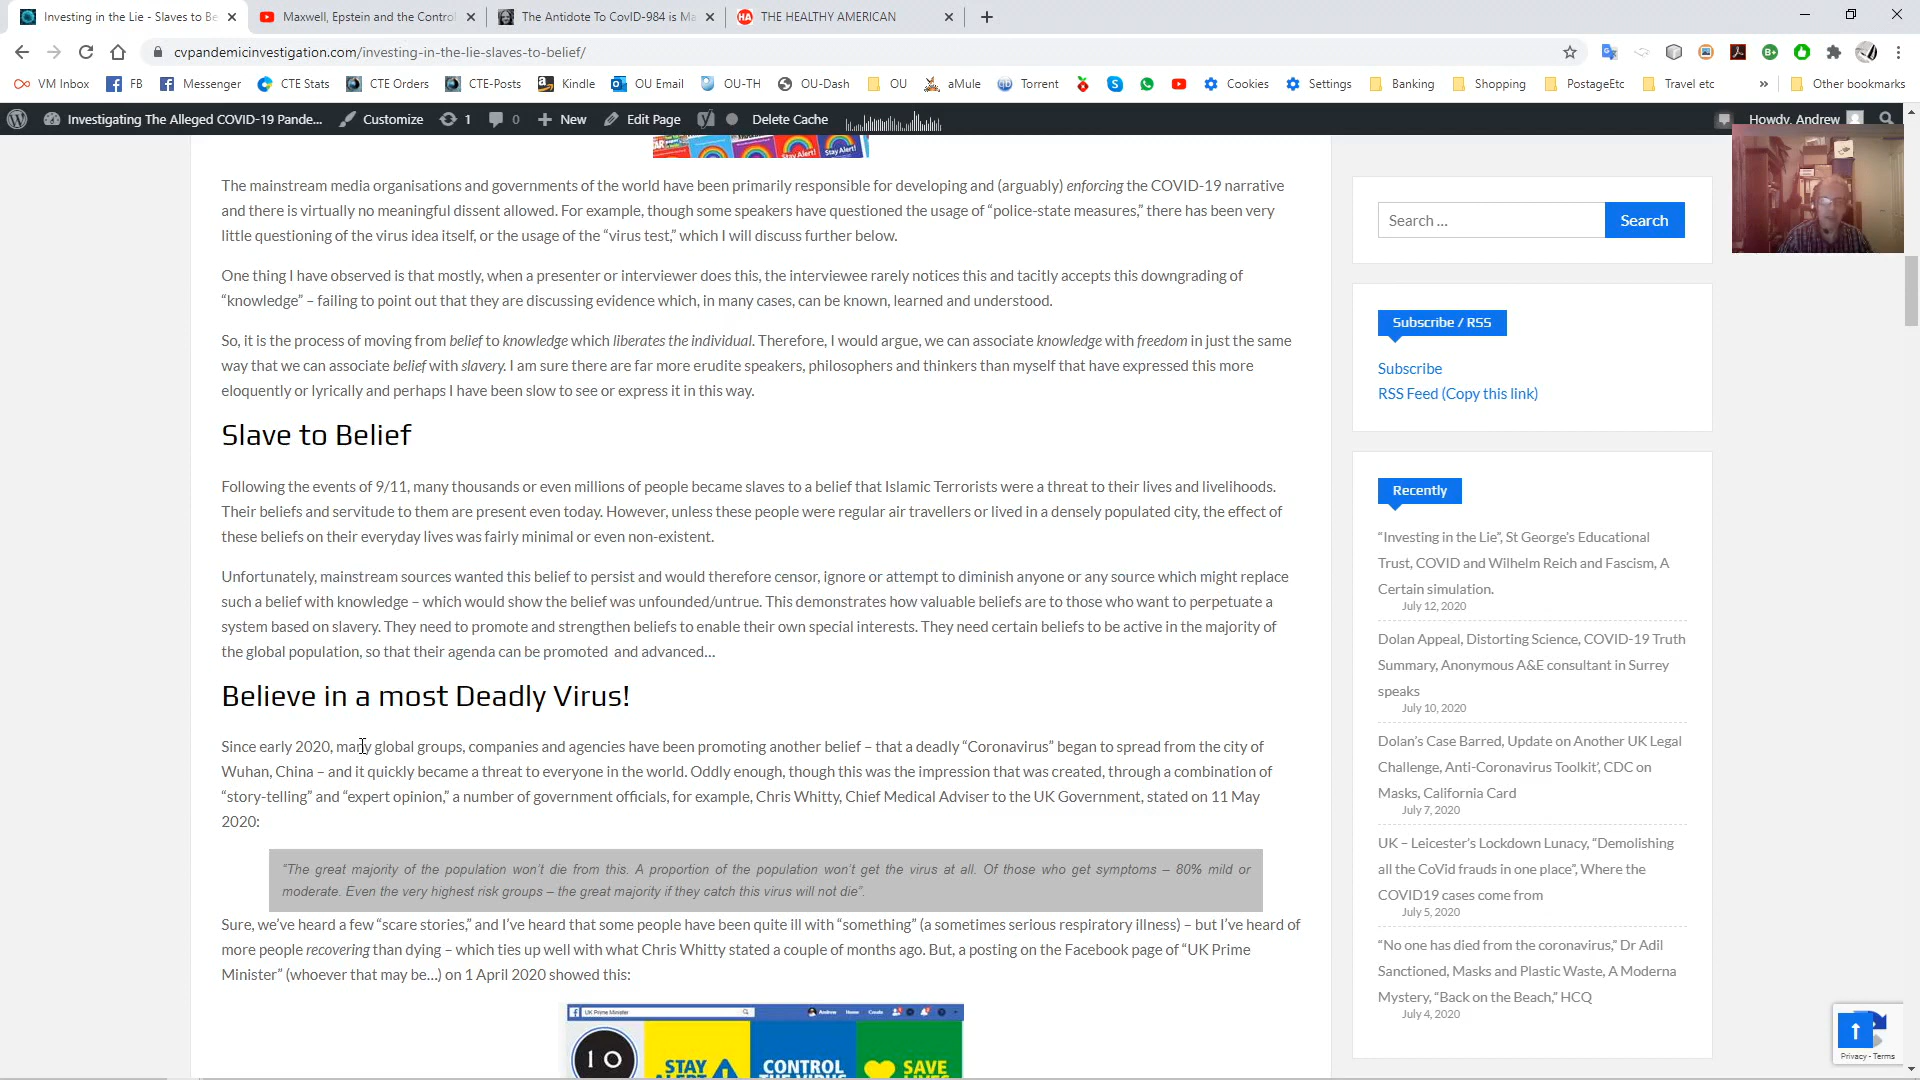 Investing in the Lie - Slaves to Be
Maxwell, Epstein and the Control
The Antidote To CovID-984 is Ma
HA THE HEALTHY AMERICAN
cvpandemicinvestigation.com/investing-in-the-lie-slaves-to-belief/
VM Inbox FB Messenger CTE Stats CTE Orders CTE-Posts Kindle OU Email OU-TH OU-Dash OU aMule Torrent Cookies Settings Banking Shopping PostageEtc Travel etc » Other bookmarks
Investigating The Alleged COVID-19 Pande... Customize 1 0 New Edit Page Delete Cache Howdy, Andrew
Stay Alert! Stay Alert!
The mainstream media organisations and governments of the world have been primarily responsible for developing and (arguably) enforcing the COVID-19 narrative
and there is virtually no meaningful dissent allowed. For example, though some speakers have questioned the usage of “police-state measures,” there has been very
little questioning of the virus idea itself, or the usage of the “virus test,” which I will discuss further below.
One thing I have observed is that mostly, when a presenter or interviewer does this, the interviewee rarely notices this and tacitly accepts this downgrading of
“knowledge” – failing to point out that they are discussing evidence which, in many cases, can be known, learned and understood.
So, it is the process of moving from belief to knowledge which liberates the individual. Therefore, I would argue, we can associate knowledge with freedom in just the same
way that we can associate belief with slavery. I am sure there are far more erudite speakers, philosophers and thinkers than myself that have expressed this more
eloquently or lyrically and perhaps I have been slow to see or express it in this way.
Slave to Belief
Following the events of 9/11, many thousands or even millions of people became slaves to a belief that Islamic Terrorists were a threat to their lives and livelihoods.
Their beliefs and servitude to them are present even today. However, unless these people were regular air travellers or lived in a densely populated city, the effect of
these beliefs on their everyday lives was fairly minimal or even non-existent.
Unfortunately, mainstream sources wanted this belief to persist and would therefore censor, ignore or attempt to diminish anyone or any source which might replace
such a belief with knowledge – which would show the belief was unfounded/untrue. This demonstrates how valuable beliefs are to those who want to perpetuate a
system based on slavery. They need to promote and strengthen beliefs to enable their own special interests. They need certain beliefs to be active in the majority of
the global population, so that their agenda can be promoted and advanced...
Believe in a most Deadly Virus!
Since early 2020, many global groups, companies and agencies have been promoting another belief – that a deadly “Coronavirus” began to spread from the city of
Wuhan, China – and it quickly became a threat to everyone in the world. Oddly enough, though this was the impression that was created, through a combination of
“story-telling” and “expert opinion,” a number of government officials, for example, Chris Whitty, Chief Medical Adviser to the UK Government, stated on 11 May
2020:
“The great majority of the population won’t die from this. A proportion of the population won’t get the virus at all. Of those who get symptoms – 80% mild or
moderate. Even the very highest risk groups – the great majority if they catch this virus will not die”.
Sure, we’ve heard a few “scare stories,” and I’ve heard that some people have been quite ill with “something” (a sometimes serious respiratory illness) – but I’ve heard of
more people recovering than dying – which ties up well with what Chris Whitty stated a couple of months ago. But, a posting on the Facebook page of “UK Prime
Minister” (whoever that may be...) on 1 April 2020 showed this:
UK Prime Minister Andrew Home Create
10 STAY ALERT CONTROL THE VIRUS SAVE LIVES
Search ... Search
Subscribe / RSS
Subscribe
RSS Feed (Copy this link)
Recently
“Investing in the Lie”, St George’s Educational
Trust, COVID and Wilhelm Reich and Fascism, A
Certain simulation.
July 12, 2020
Dolan Appeal, Distorting Science, COVID-19 Truth
Summary, Anonymous A&E consultant in Surrey
speaks
July 10, 2020
Dolan’s Case Barred, Update on Another UK Legal
Challenge, Anti-Coronavirus Toolkit’, CDC on
Masks, California Card
July 7, 2020
UK – Leicester’s Lockdown Lunacy, “Demolishing
all the CoVid frauds in one place”, Where the
COVID19 cases come from
July 5, 2020
“No one has died from the coronavirus,” Dr Adil
Sanctioned, Masks and Plastic Waste, A Moderna
Mystery, “Back on the Beach,” HCQ
July 4, 2020
Privacy - Terms